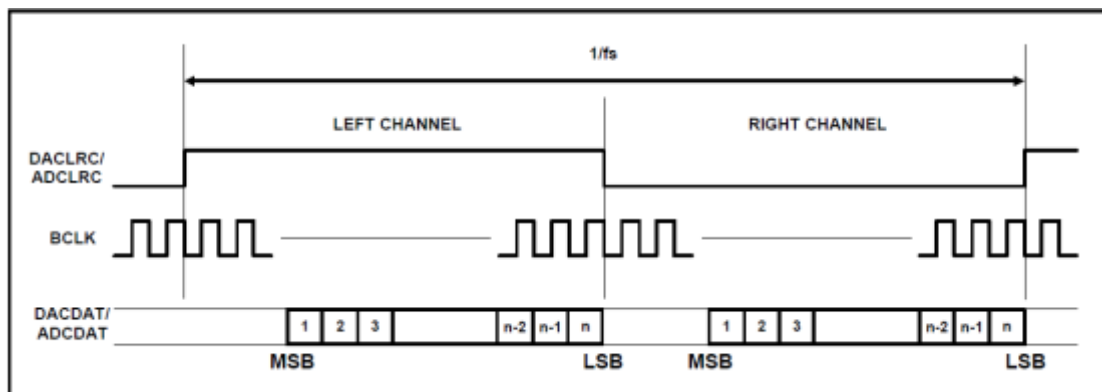 1/fs
LEFT CHANNEL RIGHT CHANNEL
DACLRC/
ADCLRC
BCLK
DACDAT/
ADCDAT
1 2 3 n-2 n-1 n 1 2 3 n-2 n-1 n
MSB LSB MSB LSB